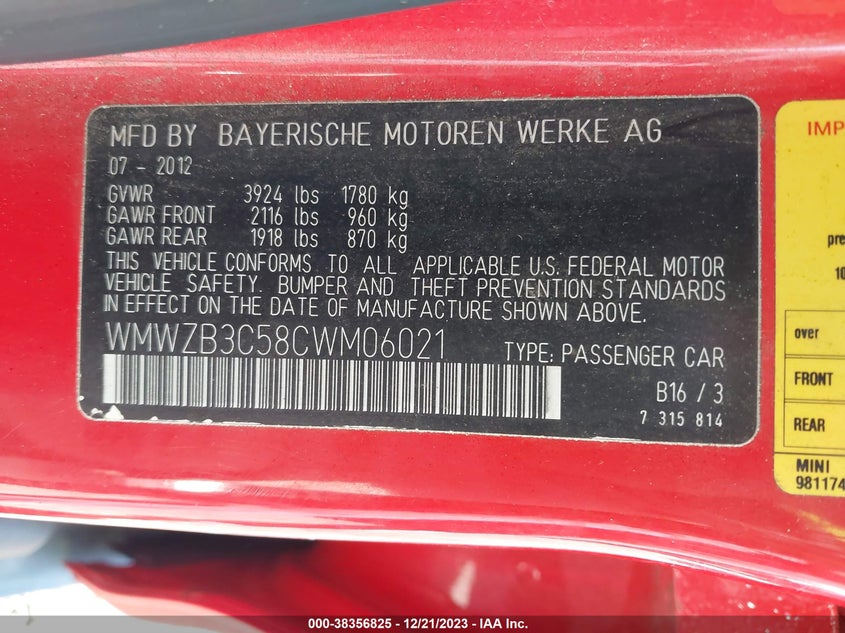 MFD BY BAYERISCHE MOTOREN WERKE AG
07 - 2012
GVWR 3924 lbs 1780 kg
GAWR FRONT 2116 lbs 960 kg
GAWR REAR 1918 lbs 870 kg
THIS VEHICLE CONFORMS TO ALL APPLICABLE U.S. FEDERAL MOTOR
VEHICLE SAFETY, BUMPER AND THEFT PREVENTION STANDARDS
IN EFFECT ON THE DATE OF MANUFACTURE SHOWN ABOVE.
WMWZB3C58CWM06021 TYPE: PASSENGER CAR
B16 / 3
7 315 814
IMP
pre
10
over
FRONT
REAR
MINI
981174
000-38356825 - 12/21/2023 - IAA Inc.